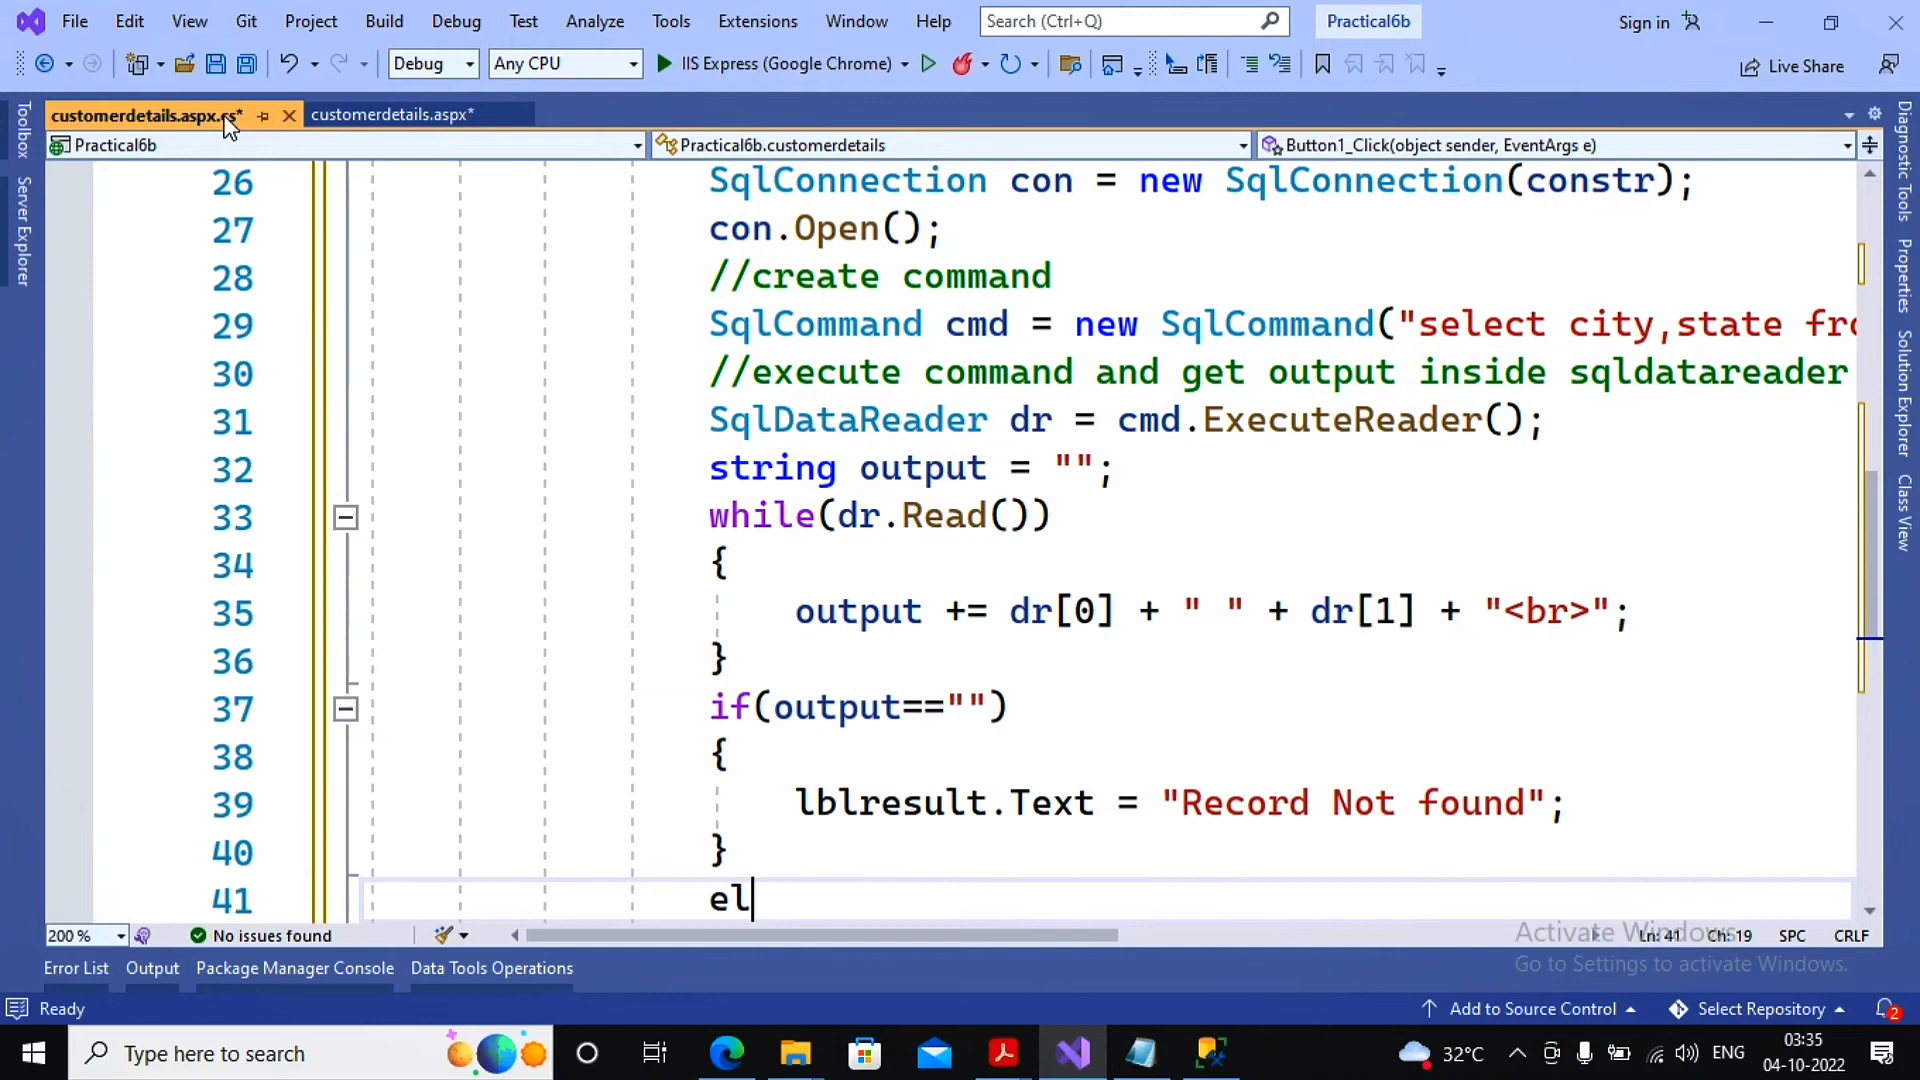 File Edit View Git Project Build Debug Test Analyze Tools Extensions Window Help Search (Ctrl+Q) Practical6b Sign in
Debug Any CPU IIS Express (Google Chrome) Live Share
customerdetails.aspx.cs* customerdetails.aspx*
Practical6b Practical6b.customerdetails Button1_Click(object sender, EventArgs e)
Toolbox
Server Explorer
26 SqlConnection con = new SqlConnection(constr);
27 con.Open();
28 //create command
29 SqlCommand cmd = new SqlCommand("select city,state fro
30 //execute command and get output inside sqldatareader
31 SqlDataReader dr = cmd.ExecuteReader();
32 string output = "";
33 while(dr.Read())
34 {
35 output += dr[0] + " " + dr[1] + "<br>";
36 }
37 if(output=="")
38 {
39 lblresult.Text = "Record Not found";
40 }
41 el
Diagnostic Tools
Properties
Solution Explorer
Class View
200 % No issues found Ln: 41 Ch: 19 SPC CRLF
Activate Windows
Go to Settings to activate Windows.
Error List Output Package Manager Console Data Tools Operations
Ready Add to Source Control Select Repository 2
Type here to search 32°C ENG 03:35
04-10-2022